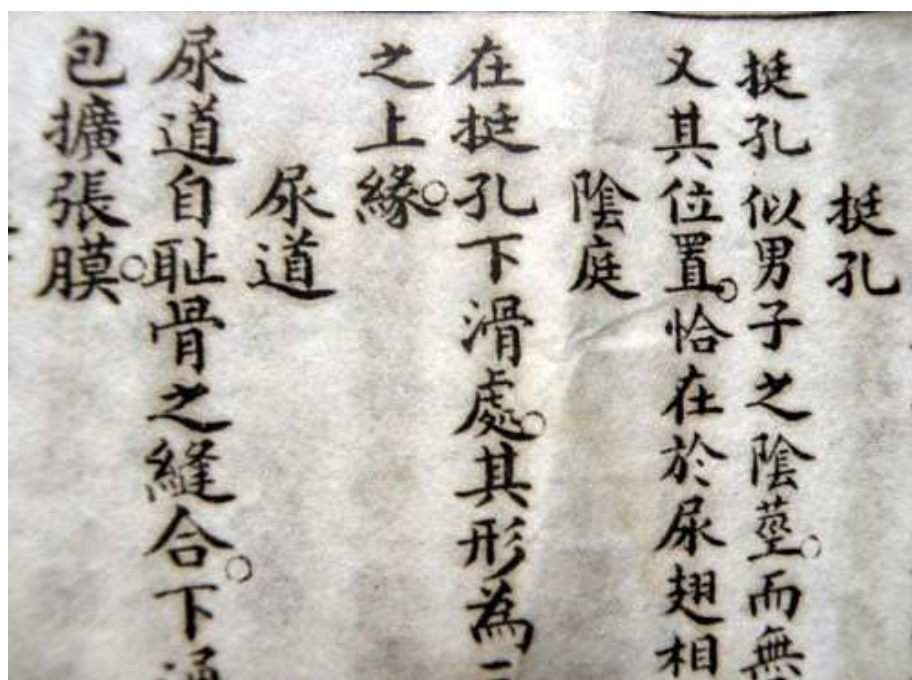 挺孔
挺孔似男子之陰莖。而無
又其位置。恰在於尿翅相
陰庭
在挺孔下滑處。其形為
之上緣。
尿道
尿道自耻骨之縫合。下
包擴張膜。